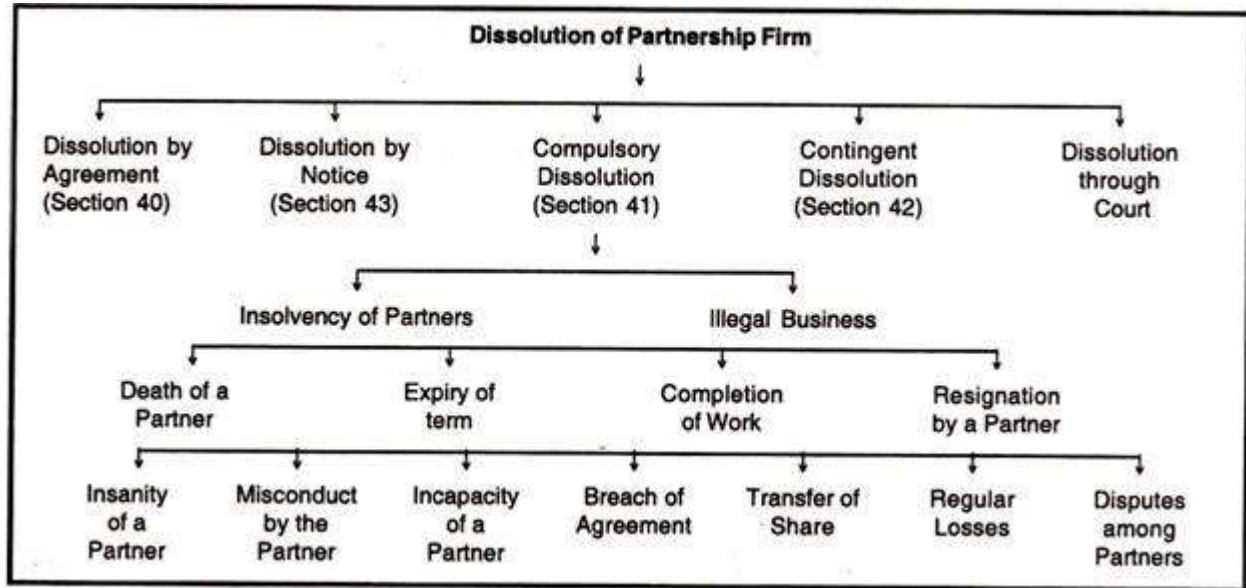 Dissolution of Partnership Firm
Dissolution by
Agreement
(Section 40)
Dissolution by
Notice
(Section 43)
Compulsory
Dissolution
(Section 41)
Contingent
Dissolution
(Section 42)
Dissolution
through
Court
Insolvency of Partners
Illegal Business
Death of a
Partner
Expiry of
term
Completion
of Work
Resignation
by a Partner
Insanity
of a
Partner
Misconduct
by the
Partner
Incapacity
of a
Partner
Breach of
Agreement
Transfer of
Share
Regular
Losses
Disputes
among
Partners